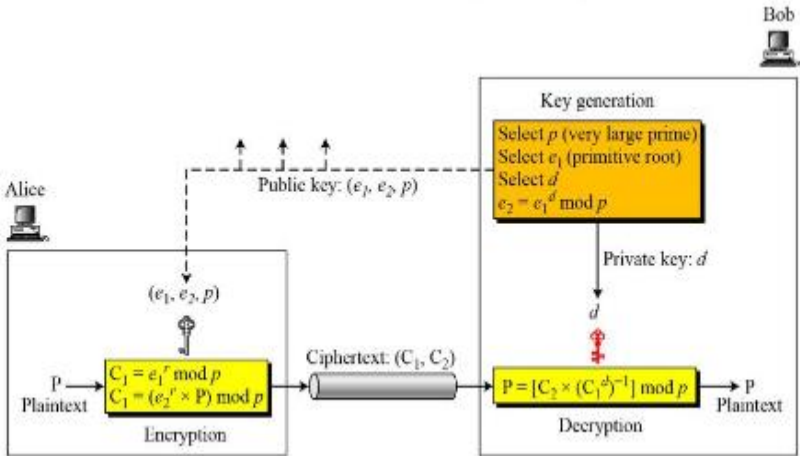 Bob
Key generation
Select p (very large prime)
Select e₁ (primitive root)
Select d
e₂ = e₁ᵈ mod p
Public key: (e₁, e₂, p)
Alice
Private key: d
(e₁, e₂, p)
d
Ciphertext: (C₁, C₂)
P
Plaintext
C₁ = e₁ʳ mod p
C₁ = (e₂ʳ × P) mod p
Encryption
P = [C₂ × (C₁ᵈ)⁻¹] mod p
Decryption
P
Plaintext